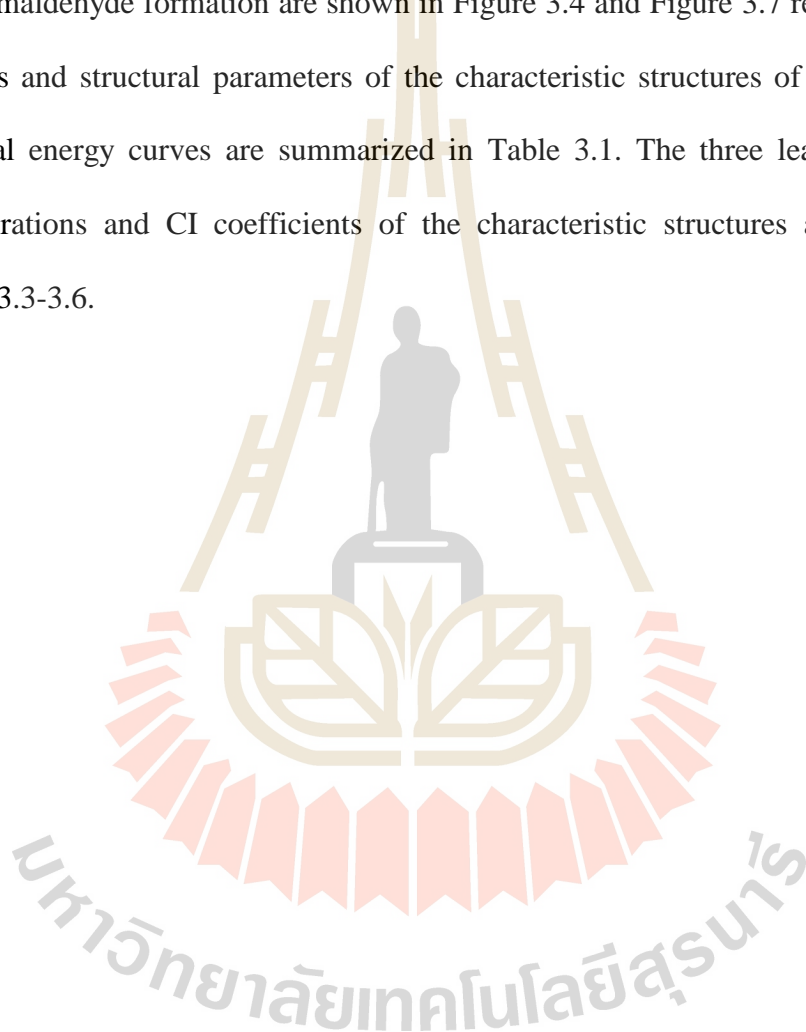 maldehyde formation are shown in Figure 3.4 and Figure 3.7 re
s and structural parameters of the characteristic structures of
al energy curves are summarized in Table 3.1. The three lea
rations and CI coefficients of the characteristic structures a
3.3-3.6.
มหาวิทยาลัยเทคโนโลยีสุรนารี